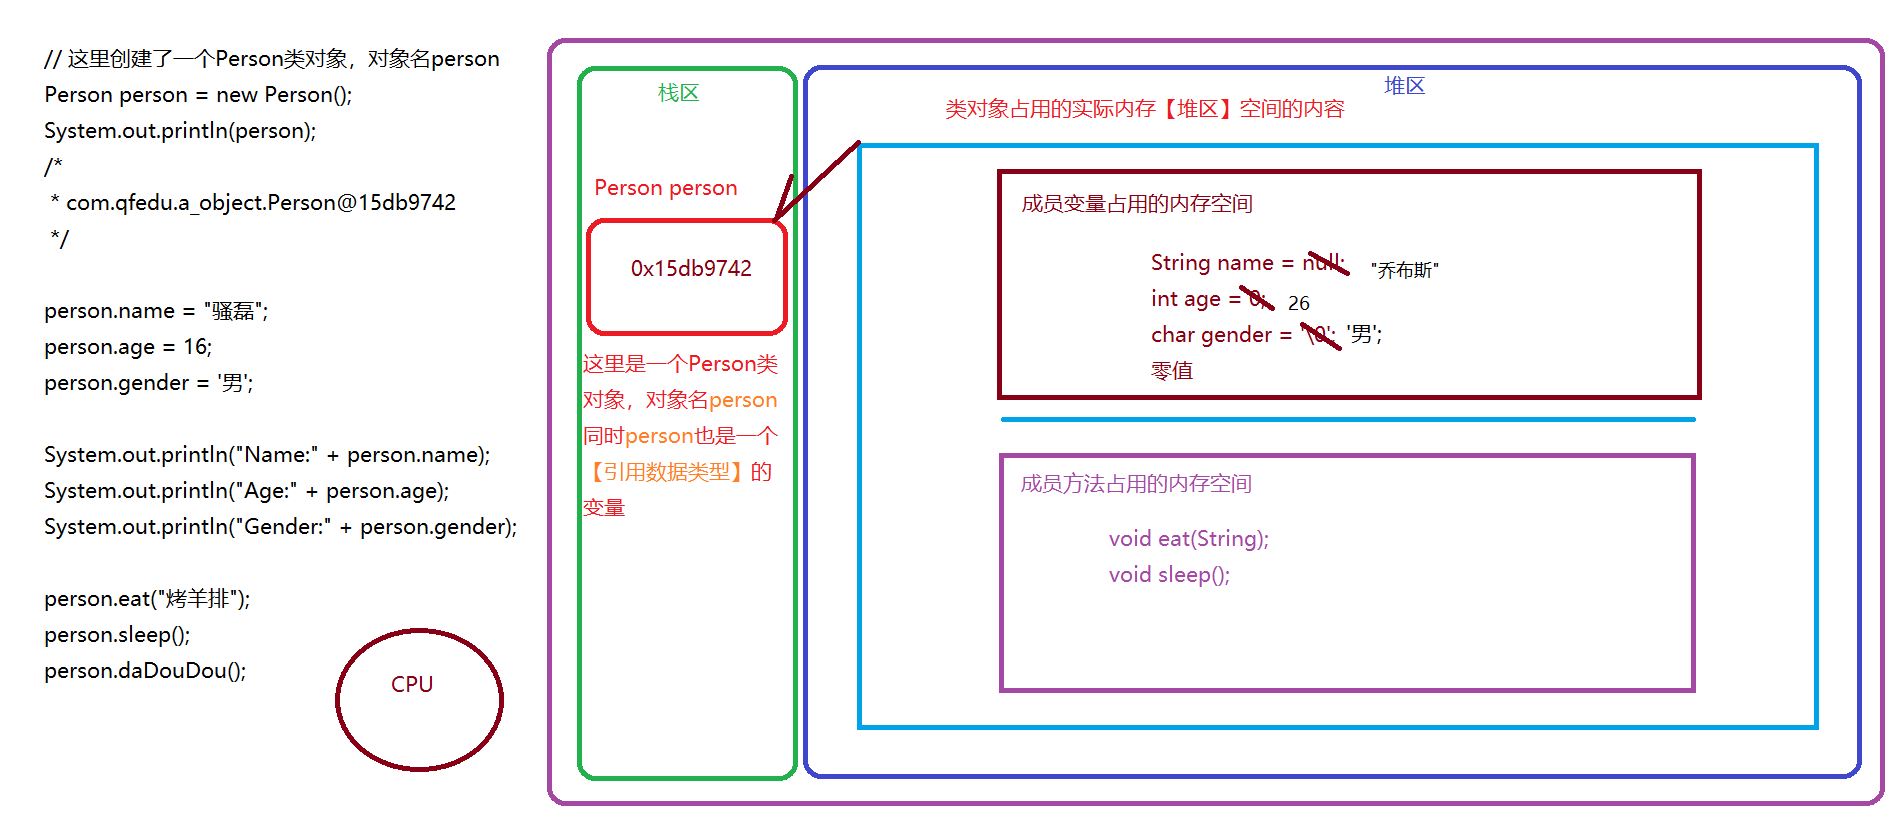 // 这里创建了一个Person类对象，对象名person
Person person = new Person();
System.out.println(person);
/*
 * com.qfedu.a_object.Person@15db9742
 */
person.name = "骚磊";
person.age = 16;
person.gender = '男';
System.out.println("Name:" + person.name);
System.out.println("Age:" + person.age);
System.out.println("Gender:" + person.gender);
person.eat("烤羊排");
person.sleep();
person.daDouDou();
CPU
栈区
Person person
0x15db9742
这里是一个Person类
对象，对象名person
同时person也是一个
【引用数据类型】的
变量
堆区
类对象占用的实际内存【堆区】空间的内容
成员变量占用的内存空间
String name = null; "乔布斯"
int age = 0; 26
char gender = '\0'; '男';
零值
成员方法占用的内存空间
void eat(String);
void sleep();